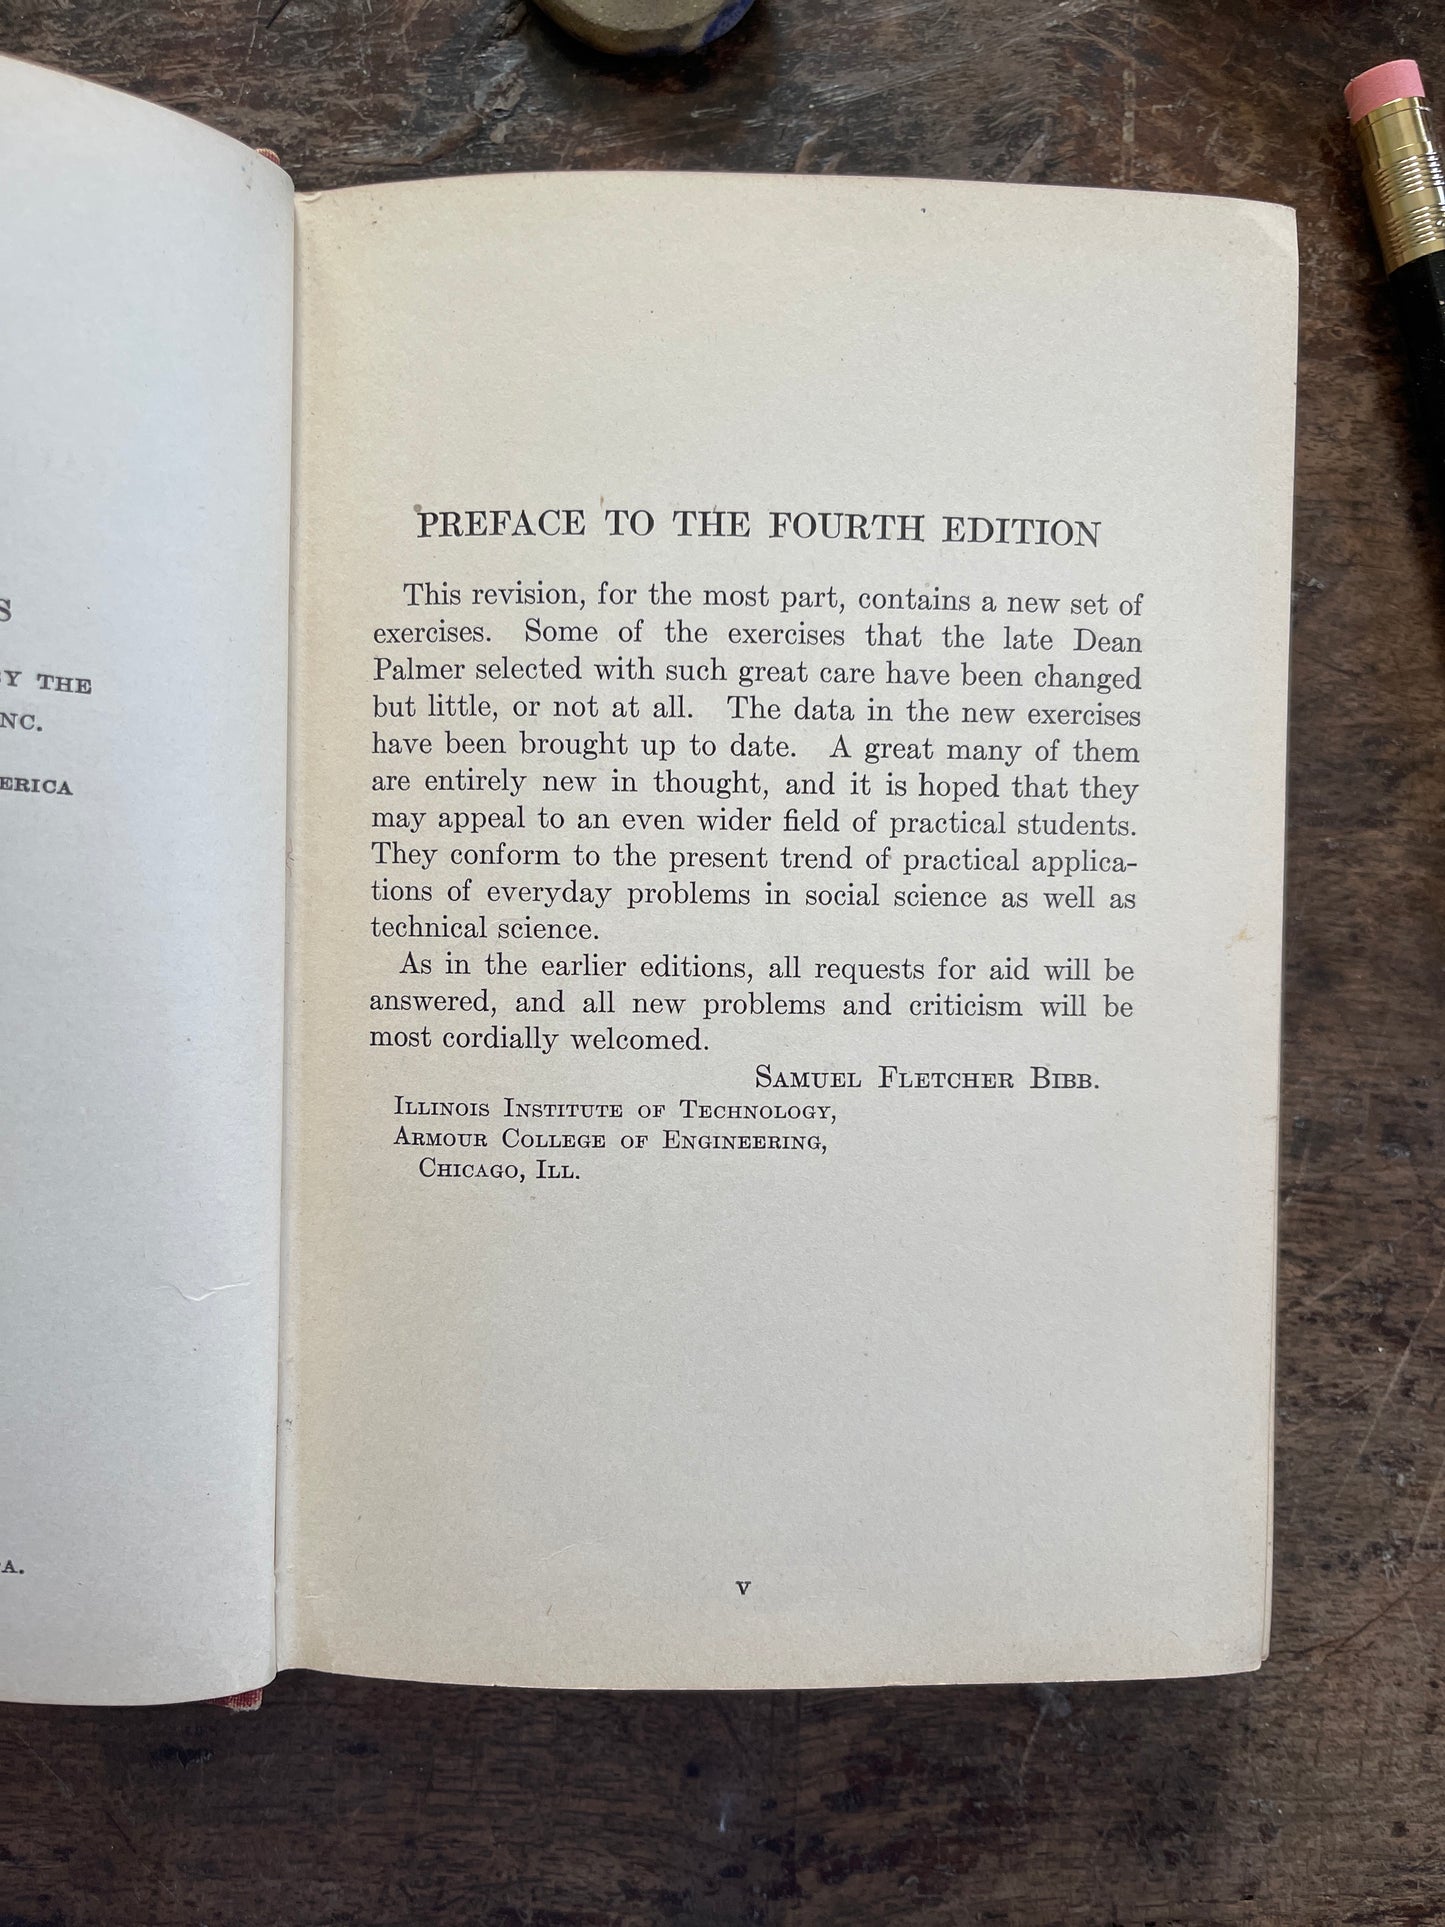 S
BY THE
INC.
ERICA
A.
PREFACE TO THE FOURTH EDITION
This revision, for the most part, contains a new set of
exercises. Some of the exercises that the late Dean
Palmer selected with such great care have been changed
but little, or not at all. The data in the new exercises
have been brought up to date. A great many of them
are entirely new in thought, and it is hoped that they
may appeal to an even wider field of practical students.
They conform to the present trend of practical applica-
tions of everyday problems in social science as well as
technical science.
As in the earlier editions, all requests for aid will be
answered, and all new problems and criticism will be
most cordially welcomed.
SAMUEL FLETCHER BIBB.
ILLINOIS INSTITUTE OF TECHNOLOGY,
ARMOUR COLLEGE OF ENGINEERING,
CHICAGO, ILL.
v